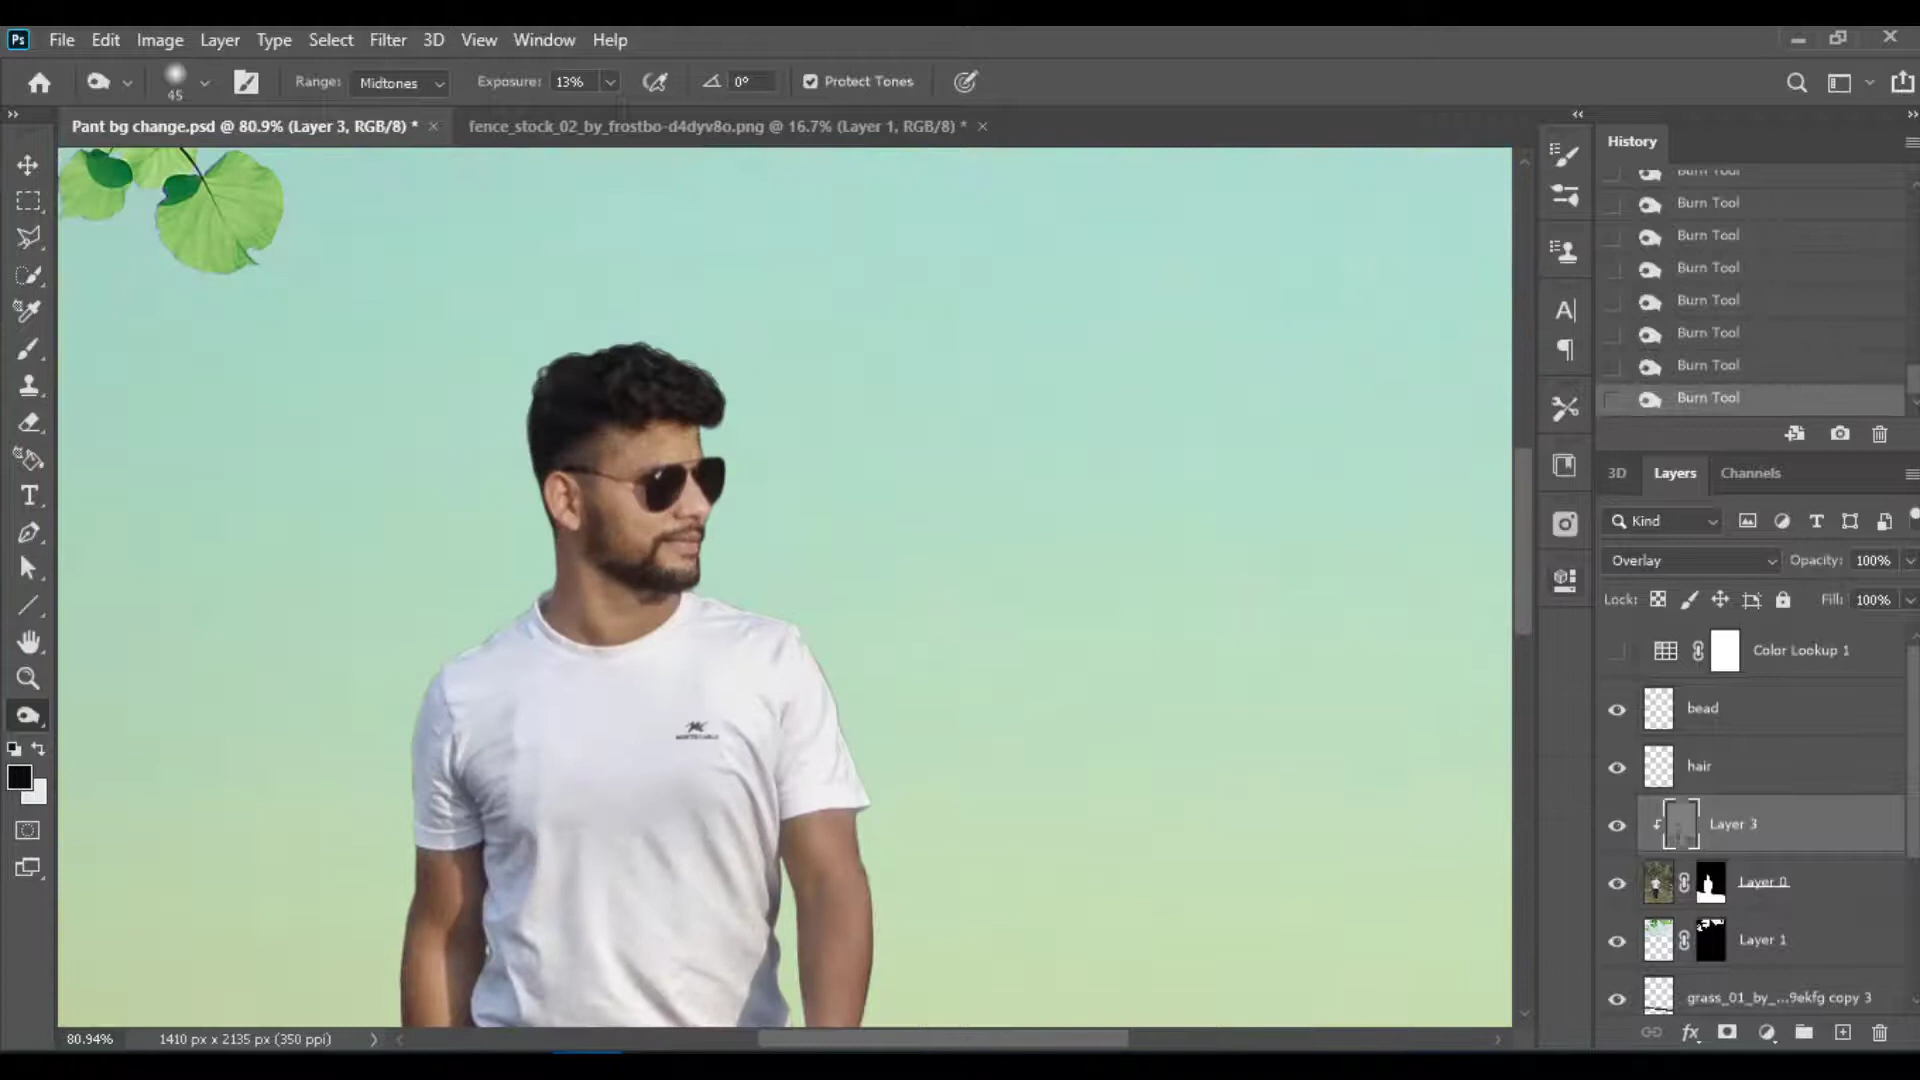 Ps File Edit Image Layer Type Select Filter 3D View Window Help
45 Range: Midtones Exposure: 13% 0° Protect Tones
Pant bg change.psd @ 80.9% (Layer 3, RGB/8) * fence_stock_02_by_frostbo-d4dyv8o.png @ 16.7% (Layer 1, RGB/8) *
History
Burn Tool
Burn Tool
Burn Tool
Burn Tool
Burn Tool
Burn Tool
Burn Tool
Burn Tool
3D Layers Channels
Kind
Overlay Opacity: 100%
Lock: Fill: 100%
Color Lookup 1
bead
hair
Layer 3
Layer 0
Layer 1
grass_01_by_...9ekfg copy 3
80.94% 1410 px x 2135 px (350 ppi)